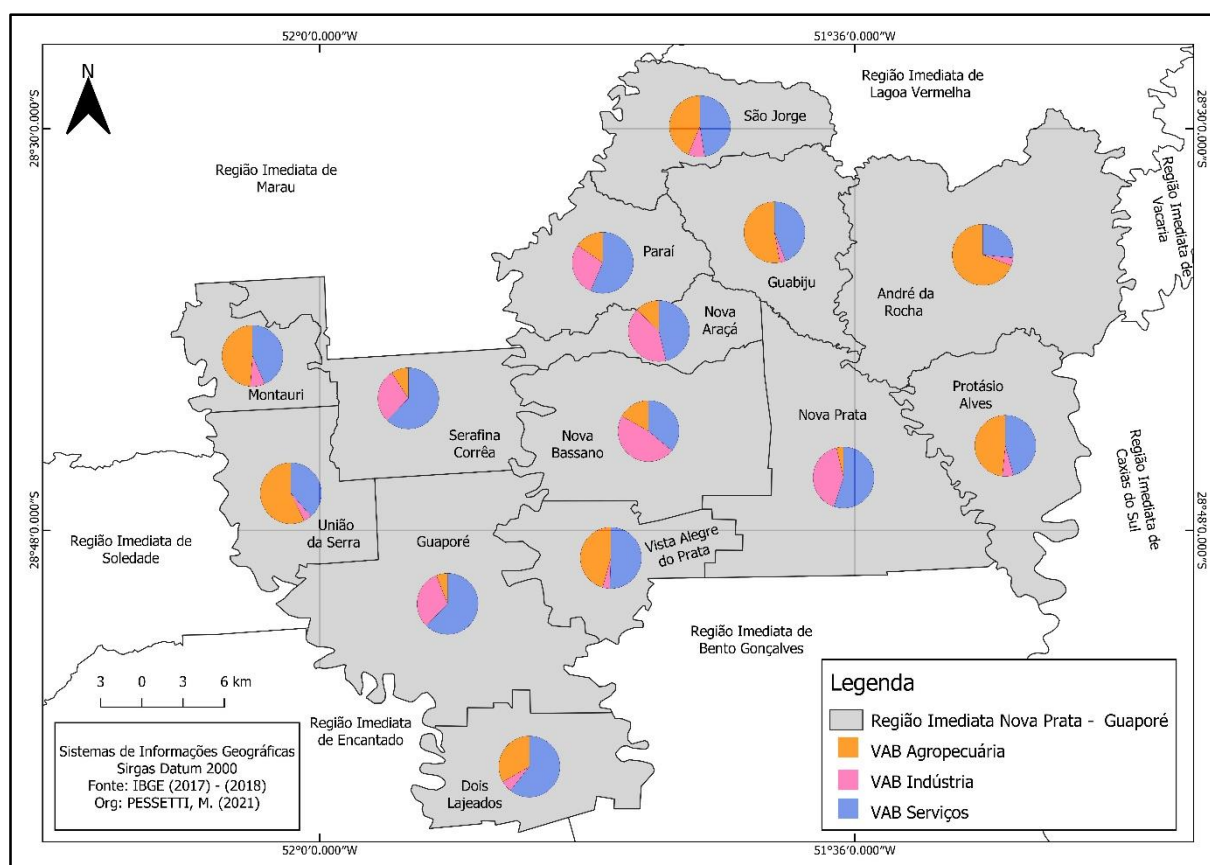 52°0'0.000"W
51°36'0.000"W
N
Região Imediata de
Lagoa Vermelha
28°30'0.000"S
28°30'0.000"S
São Jorge
Região Imediata de
Marau
Região Imediata de
Vacaria
Paraí
Guabiju
André da
Rocha
Nova
Araçá
Montauri
Serafina
Corrêa
Nova
Bassano
Nova Prata
Protásio
Alves
Região Imediata de
Caxias do Sul
União
da Serra
Região Imediata de
Soledade
Guaporé
Vista Alegre
do Prata
28°48'0.000"S
28°48'0.000"S
Região Imediata de
Bento Gonçalves
3 0 3 6 km
Região Imediata
de Encantado
Dois
Lajeados
Sistemas de Informações Geográficas
Sirgas Datum 2000
Fonte: IBGE (2017) - (2018)
Org: PESSETTI, M. (2021)
Legenda
Região Imediata Nova Prata - Guaporé
VAB Agropecuária
VAB Indústria
VAB Serviços
52°0'0.000"W
51°36'0.000"W